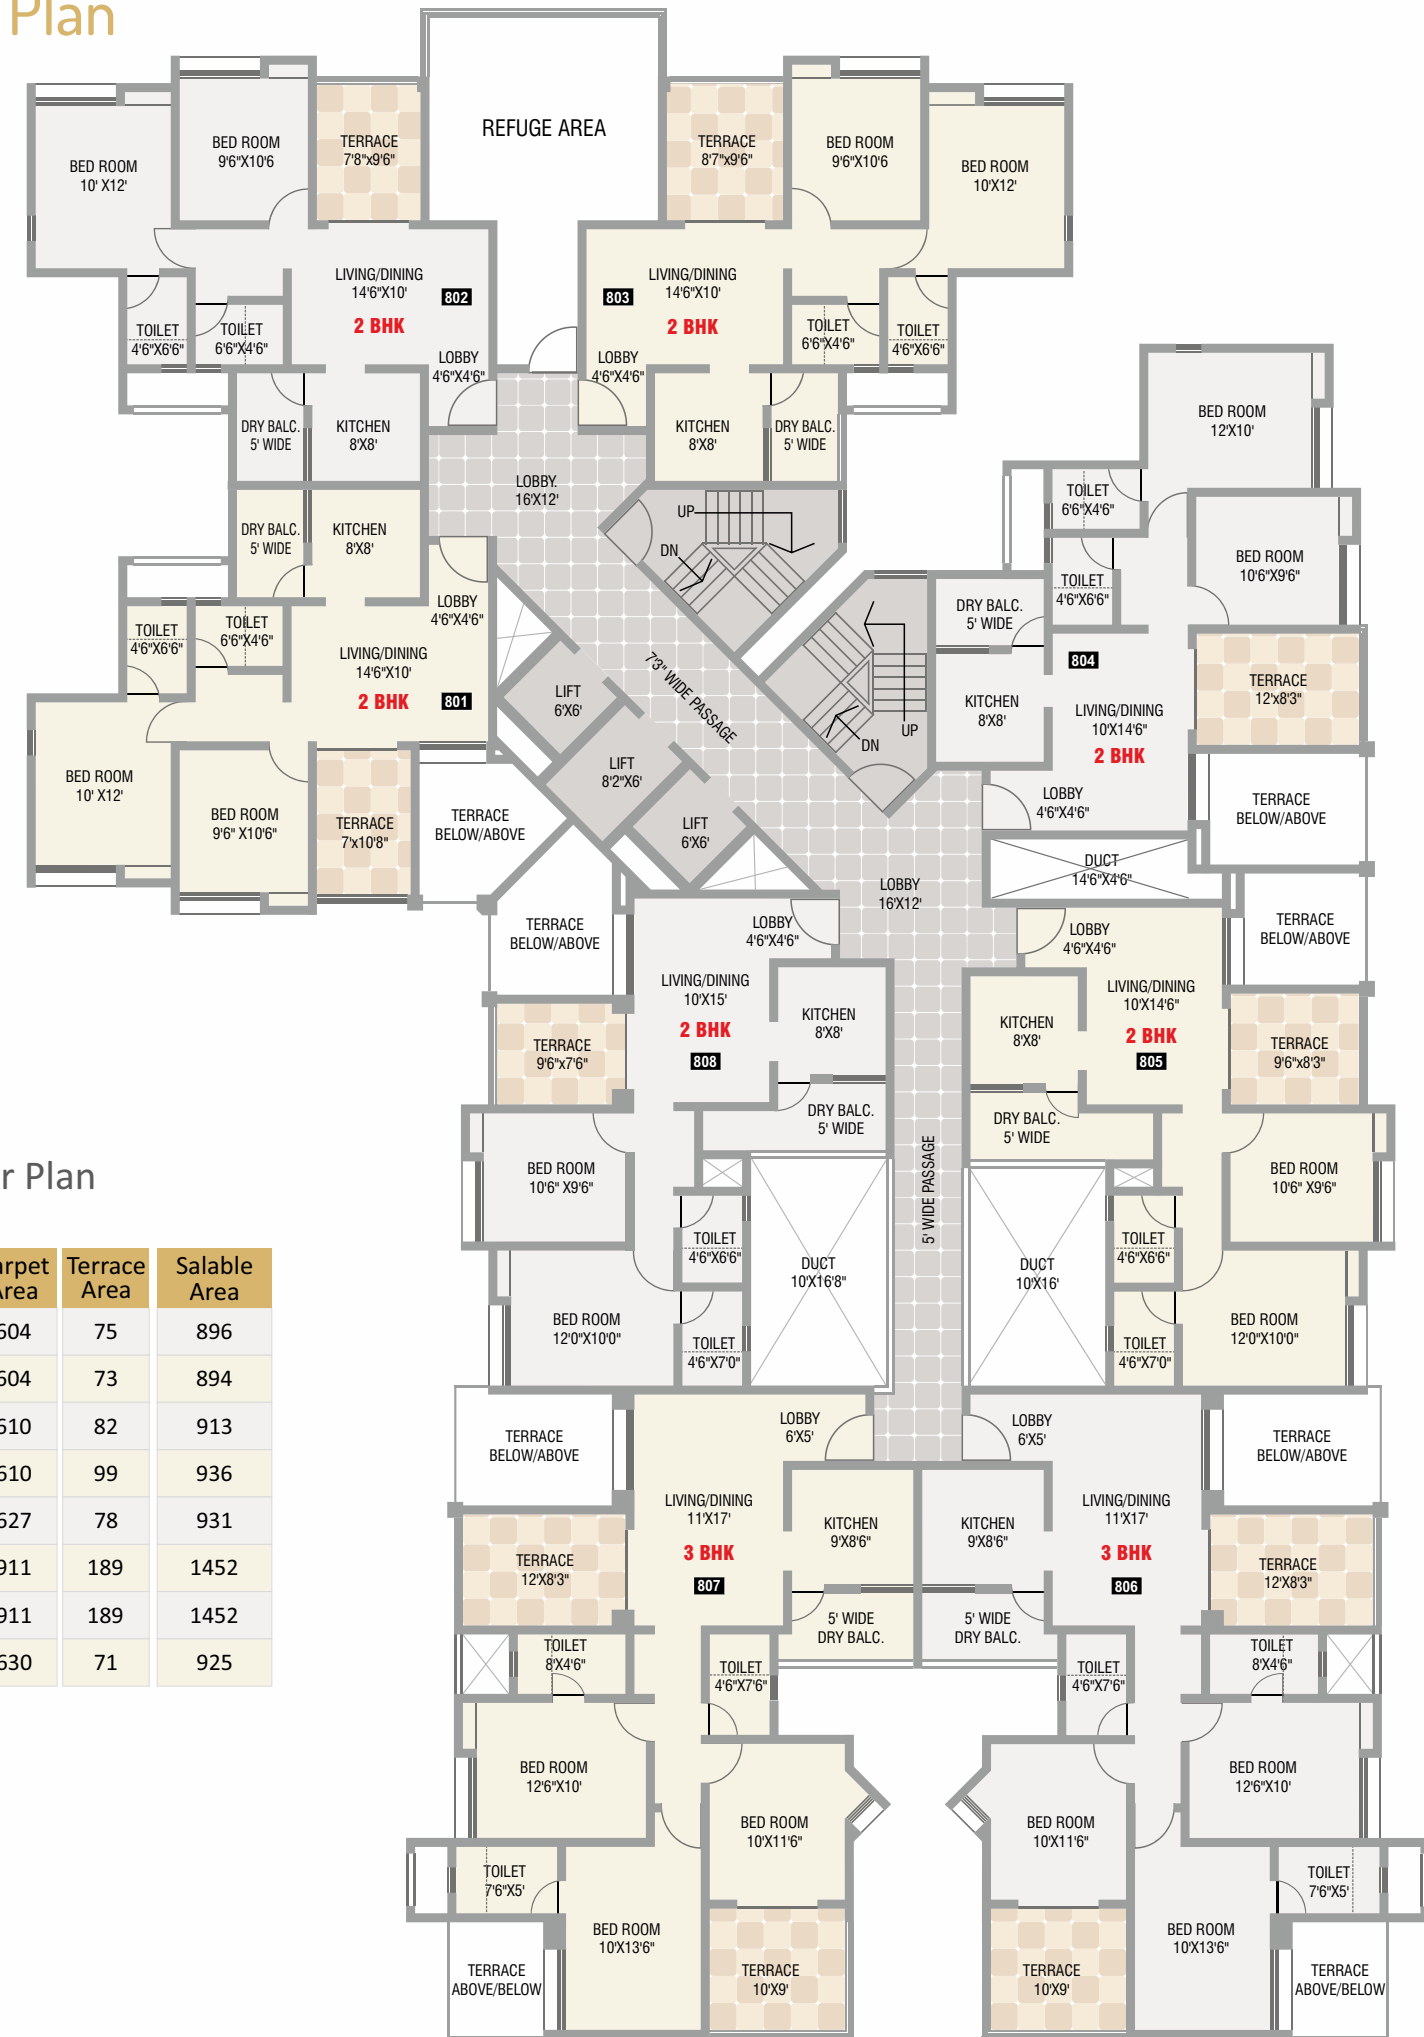 Plan
REFUGE AREA
BED ROOM
10' X12'
BED ROOM
9'6"X10'6
TERRACE
7'8"x9'6"
TERRACE
8'7"x9'6"
BED ROOM
9'6"X10'6
BED ROOM
10'X12'
LIVING/DINING
14'6"X10'
802
2 BHK
LIVING/DINING
14'6"X10'
803
2 BHK
TOILET
4'6"X6'6"
TOILET
6'6"X4'6"
LOBBY
4'6"X4'6"
LOBBY
4'6"X4'6"
TOILET
6'6"X4'6"
TOILET
4'6"X6'6"
DRY BALC.
5' WIDE
KITCHEN
8'X8'
KITCHEN
8'X8'
DRY BALC.
5' WIDE
BED ROOM
12'X10'
LOBBY.
16'X12'
UP
DN
TOILET
6'6"X4'6"
DRY BALC.
5' WIDE
KITCHEN
8'X8'
BED ROOM
10'6"X9'6"
TOILET
4'6"X6'6"
LOBBY
4'6"X4'6"
TOILET
4'6"X6'6"
TOILET
6'6"X4'6"
DRY BALC.
5' WIDE
LIVING/DINING
14'6"X10'
2 BHK
801
LIFT
6'X6'
7'3" WIDE PASSAGE
804
KITCHEN
8'X8'
LIVING/DINING
10'X14'6"
2 BHK
TERRACE
12'x8'3"
UP
DN
LIFT
8'2"X6'
BED ROOM
10' X12'
BED ROOM
9'6" X10'6"
TERRACE
7'x10'8"
TERRACE
BELOW/ABOVE
LIFT
6'X6'
LOBBY
4'6"X4'6"
TERRACE
BELOW/ABOVE
DUCT
14'6"X4'6"
LOBBY
16'X12'
TERRACE
BELOW/ABOVE
LOBBY
4'6"X4'6"
LOBBY
4'6"X4'6"
TERRACE
BELOW/ABOVE
LIVING/DINING
10'X15'
2 BHK
808
KITCHEN
8'X8'
KITCHEN
8'X8'
LIVING/DINING
10'X14'6"
2 BHK
805
TERRACE
9'6"x7'6"
TERRACE
9'6"x8'3"
DRY BALC.
5' WIDE
DRY BALC.
5' WIDE
BED ROOM
10'6" X9'6"
5' WIDE PASSAGE
BED ROOM
10'6" X9'6"
TOILET
4'6"X6'6"
DUCT
10'X16'8"
DUCT
10'X16'
TOILET
4'6"X6'6"
BED ROOM
12'0"X10'0"
TOILET
4'6"X7'0"
TOILET
4'6"X7'0"
BED ROOM
12'0"X10'0"
r Plan
Terrace Salable
Area Area Area
75 896
73 894
82 913
99 936
78 931
189 1452
189 1452
71 925
TERRACE
BELOW/ABOVE
LOBBY
6'X5'
LOBBY
6'X5'
TERRACE
BELOW/ABOVE
LIVING/DINING
11'X17'
3 BHK
807
KITCHEN
9'X8'6"
KITCHEN
9'X8'6"
LIVING/DINING
11'X17'
3 BHK
806
TERRACE
12'X8'3"
TERRACE
12'X8'3"
5' WIDE
DRY BALC.
5' WIDE
DRY BALC.
TOILET
8'X4'6"
TOILET
4'6"X7'6"
TOILET
4'6"X7'6"
TOILET
8'X4'6"
BED ROOM
12'6"X10'
BED ROOM
10'X11'6"
BED ROOM
10'X11'6"
BED ROOM
12'6"X10'
TOILET
7'6"X5'
TOILET
7'6"X5'
BED ROOM
10'X13'6"
BED ROOM
10'X13'6"
TERRACE
ABOVE/BELOW
TERRACE
10'X9'
TERRACE
10'X9'
TERRACE
ABOVE/BELOW